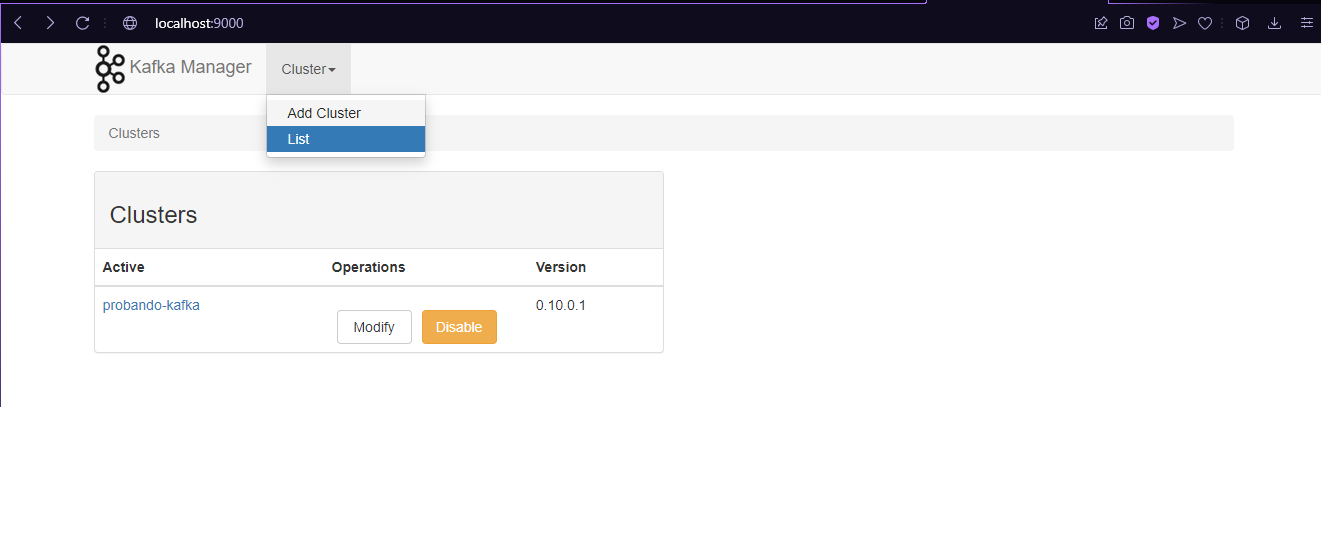 localhost:9000
Kafka Manager Cluster
Add Cluster
List
Clusters
Clusters
Active Operations Version
probando-kafka 0.10.0.1
Modify Disable